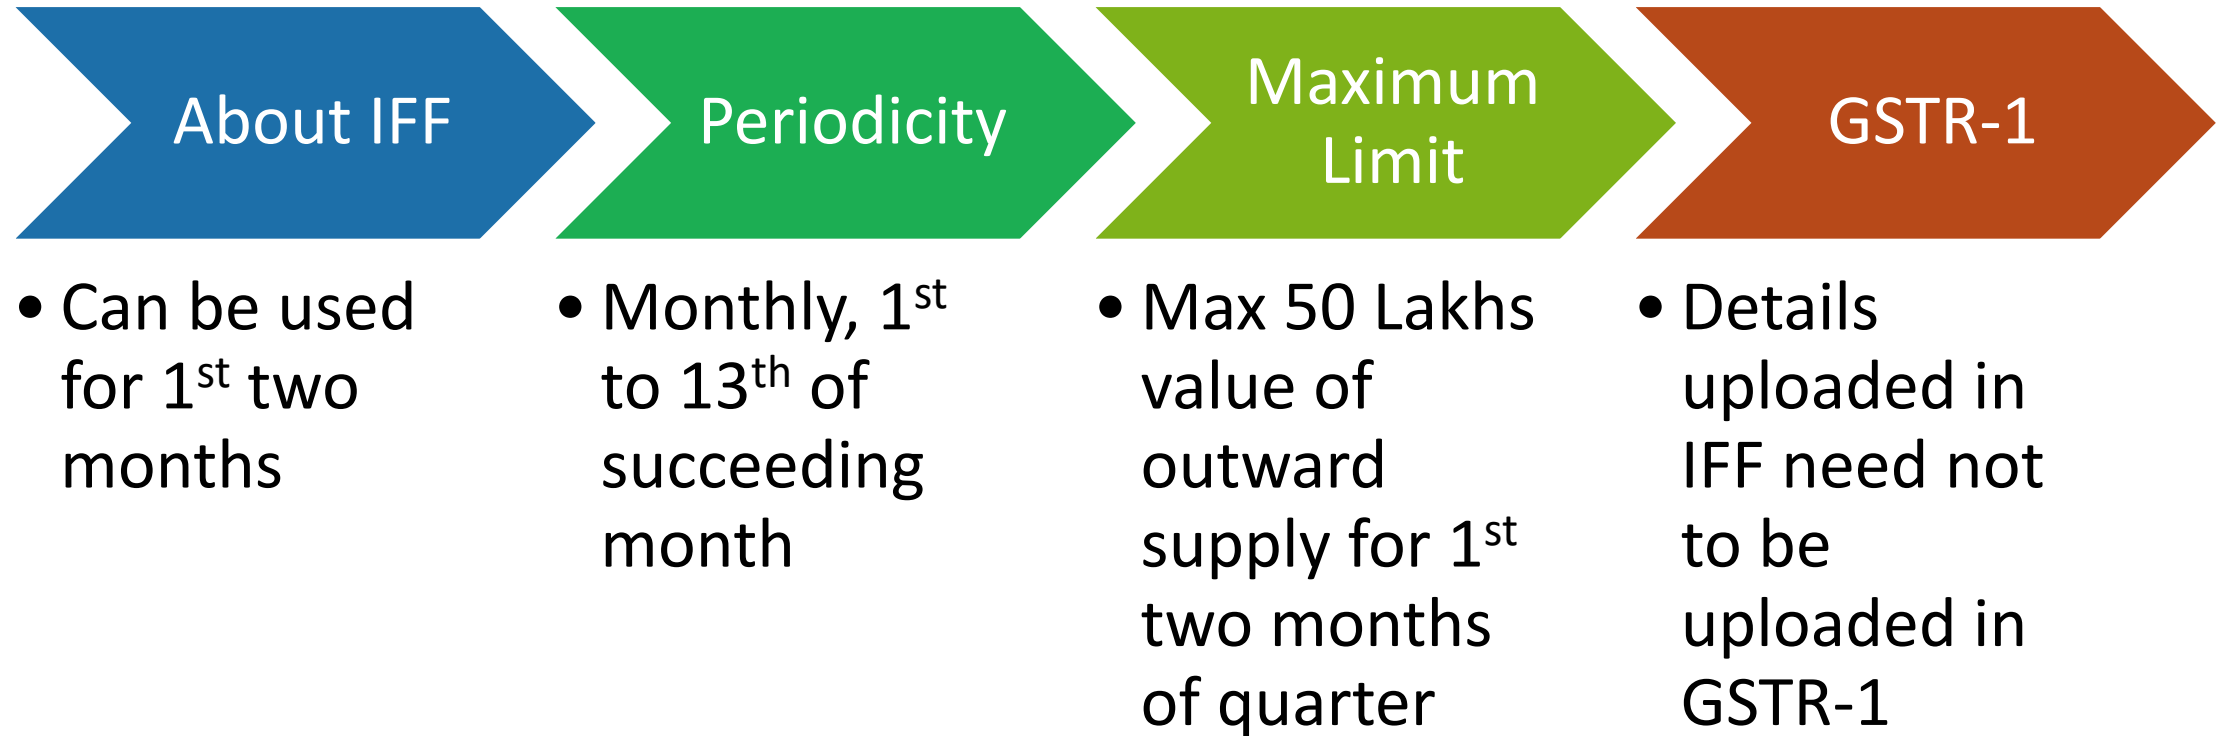 About IFF
• Can be used
for 1st two
months
Periodicity
• Monthly, 1st
to 13th of
succeeding
month
Maximum
Limit
• Max 50 Lakhs
value of
outward
supply for 1st
two months
of quarter
GSTR-1
• Details
uploaded in
IFF need not
to be
uploaded in
GSTR-1